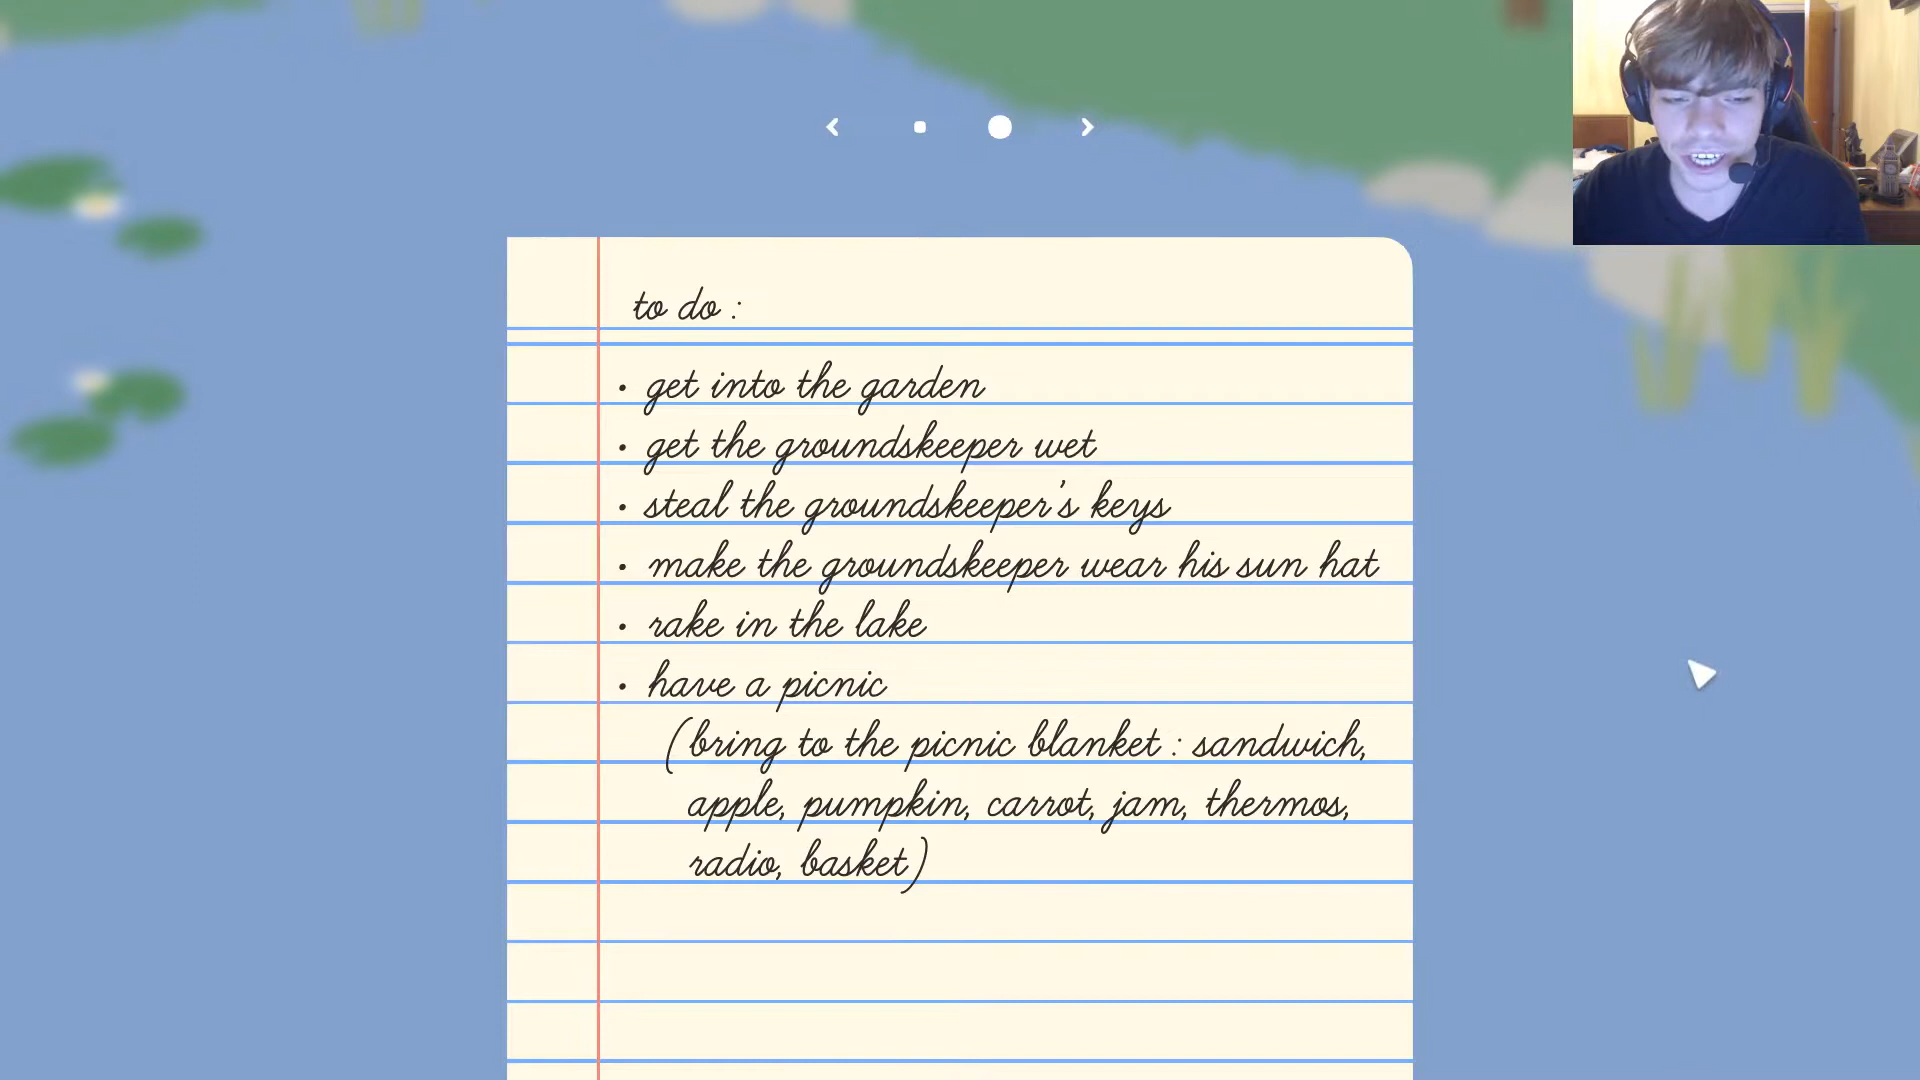 to do :
• get into the garden
• get the groundskeeper wet
• steal the groundskeeper's keys
• make the groundskeeper wear his sun hat
• rake in the lake
• have a picnic
(bring to the picnic blanket : sandwich,
apple, pumpkin, carrot, jam, thermos,
radio, basket)